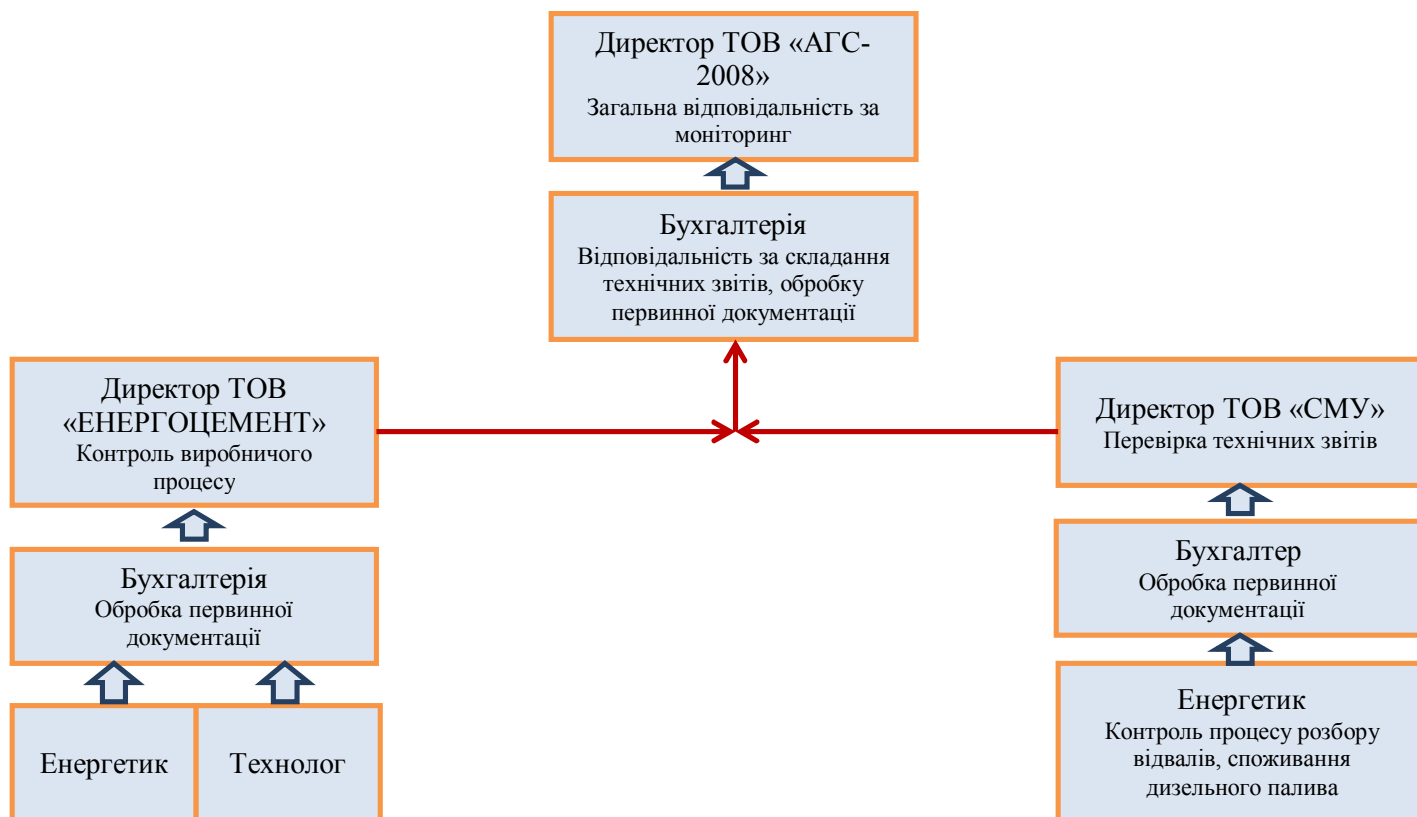 Директор ТОВ «АГС-
2008»
Загальна відповідальність за
моніторинг
Бухгалтерія
Відповідальність за складання
технічних звітів, обробку
первинної документації
Директор ТОВ
«ЕНЕРГОЦЕМЕНТ»
Контроль виробничого
процесу
Директор ТОВ «СМУ»
Перевірка технічних звітів
Бухгалтерія
Обробка первинної
документації
Бухгалтер
Обробка первинної
документації
Енергетик
Технолог
Енергетик
Контроль процесу розбору
відвалів, споживання
дизельного палива